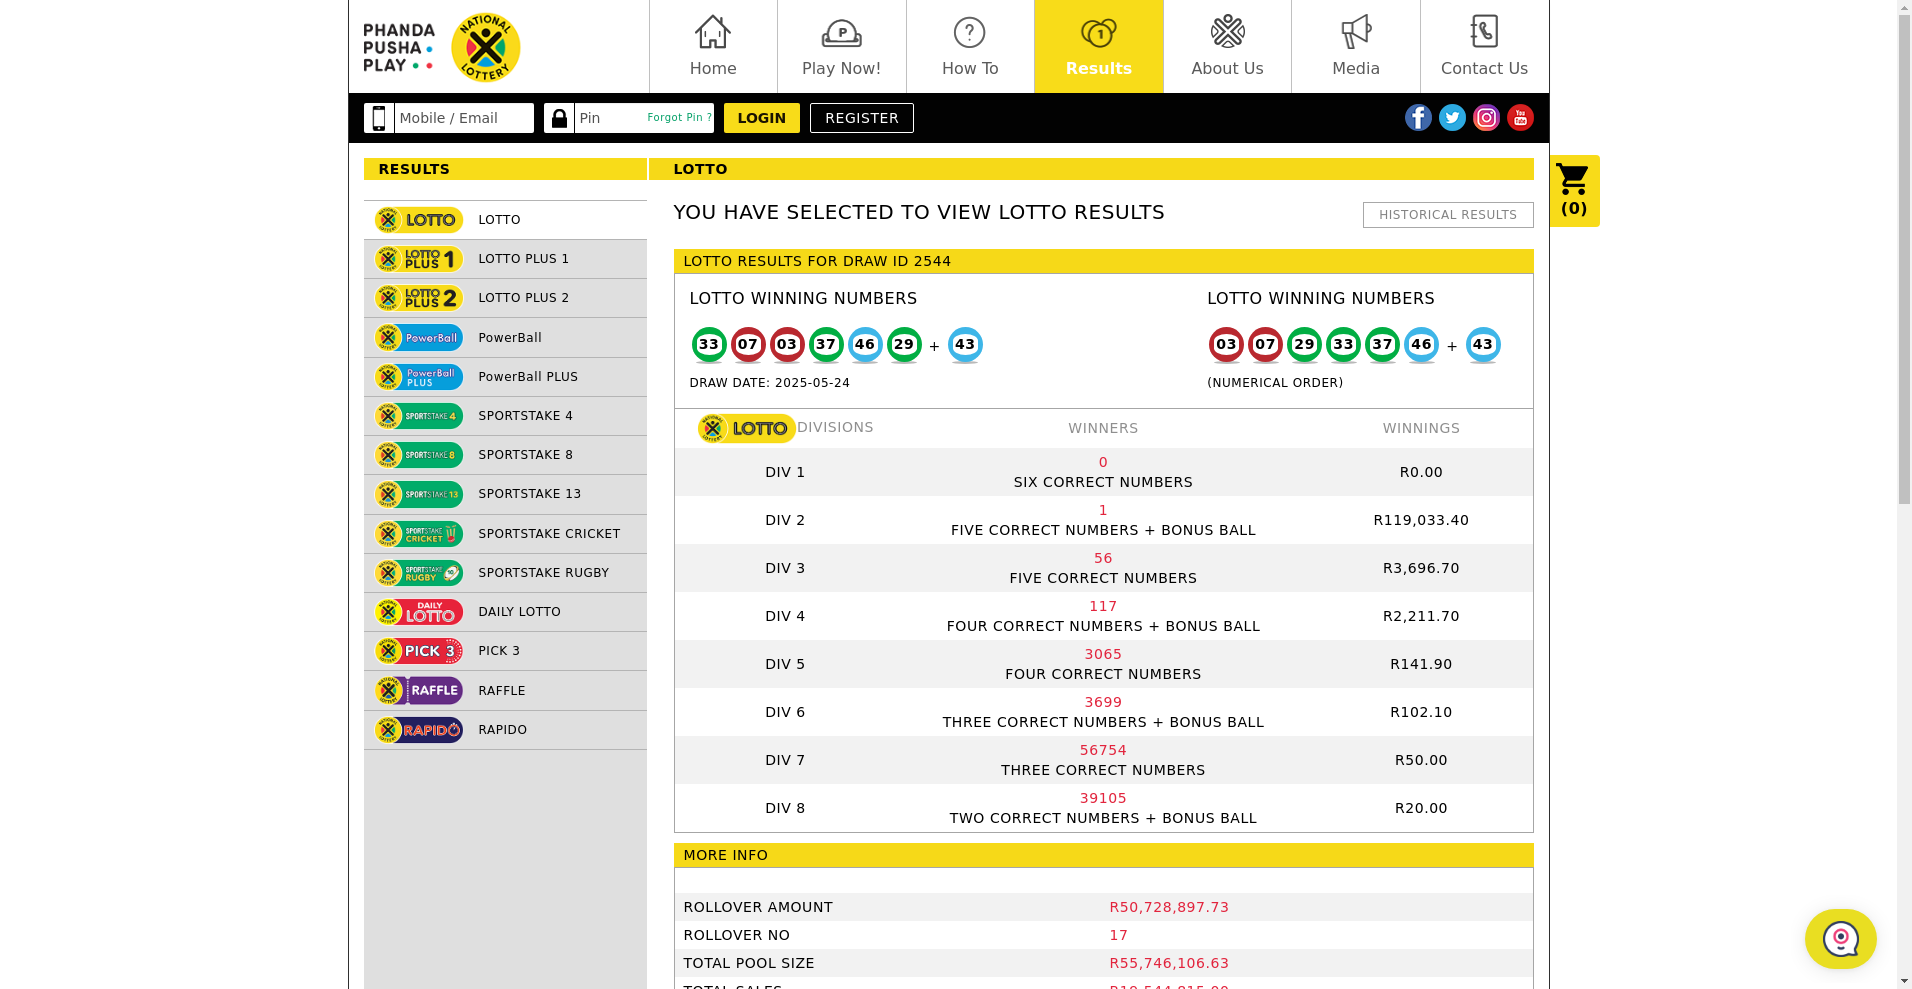 PHANDA
PUSHA
PLAY
NATIONAL
LOTTERY
Home
Play Now!
How To
Results
About Us
Media
Contact Us
Mobile / Email
Pin
Forgot Pin ?
LOGIN
REGISTER
RESULTS
LOTTO
LOTTO
LOTTO PLUS 1
LOTTO PLUS 1
LOTTO PLUS 2
LOTTO PLUS 2
PowerBall
PowerBall
PowerBall PLUS
PowerBall PLUS
SPORTSTAKE 4
SPORTSTAKE 4
SPORTSTAKE 8
SPORTSTAKE 8
SPORTSTAKE 13
SPORTSTAKE 13
SPORTSTAKE CRICKET
SPORTSTAKE CRICKET
SPORTSTAKE RUGBY
SPORTSTAKE RUGBY
DAILY LOTTO
DAILY LOTTO
PICK 3
PICK 3
RAFFLE
RAFFLE
RAPIDO
RAPIDO
LOTTO
YOU HAVE SELECTED TO VIEW LOTTO RESULTS
HISTORICAL RESULTS
(0)
LOTTO RESULTS FOR DRAW ID 2544
LOTTO WINNING NUMBERS
33 07 03 37 46 29 + 43
DRAW DATE: 2025-05-24
LOTTO WINNING NUMBERS
03 07 29 33 37 46 + 43
(NUMERICAL ORDER)
LOTTO DIVISIONS WINNERS WINNINGS
DIV 1 0 SIX CORRECT NUMBERS R0.00
DIV 2 1 FIVE CORRECT NUMBERS + BONUS BALL R119,033.40
DIV 3 56 FIVE CORRECT NUMBERS R3,696.70
DIV 4 117 FOUR CORRECT NUMBERS + BONUS BALL R2,211.70
DIV 5 3065 FOUR CORRECT NUMBERS R141.90
DIV 6 3699 THREE CORRECT NUMBERS + BONUS BALL R102.10
DIV 7 56754 THREE CORRECT NUMBERS R50.00
DIV 8 39105 TWO CORRECT NUMBERS + BONUS BALL R20.00
MORE INFO
ROLLOVER AMOUNT R50,728,897.73
ROLLOVER NO 17
TOTAL POOL SIZE R55,746,106.63
TOTAL SALES